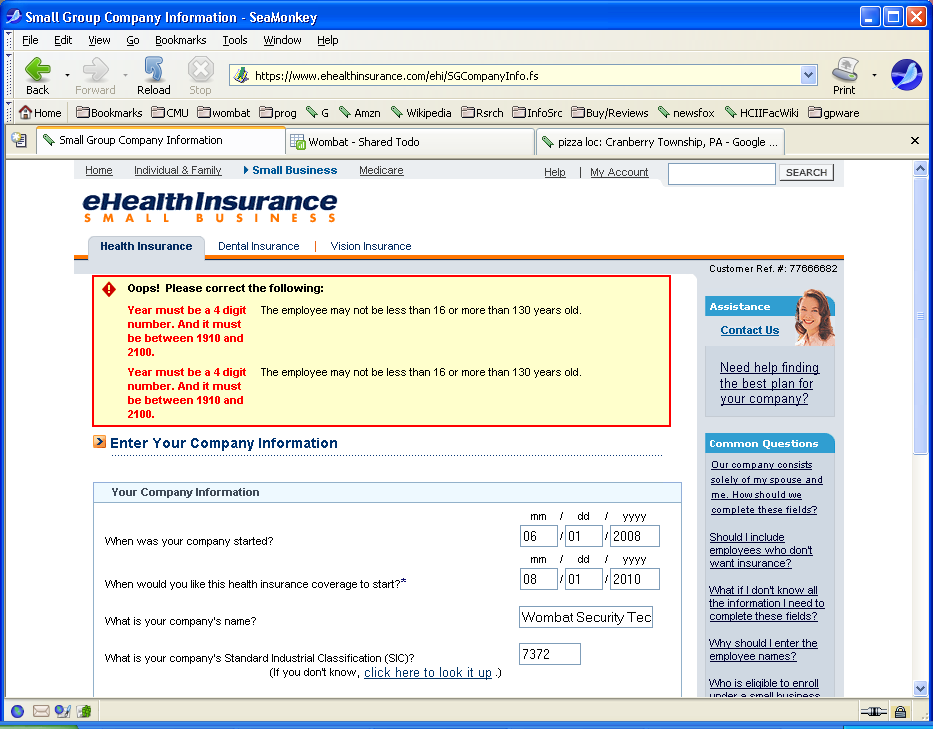 Small Group Company Information - SeaMonkey
File Edit View Go Bookmarks Tools Window Help
Back Forward Reload Stop https://www.ehealthinsurance.com/ehi/SGCompanyInfo.fs Print
Home Bookmarks CMU wombat prog G Amzn Wikipedia Rsrch InfoSrc Buy/Reviews newsfox HCIIFacWiki gpware
Small Group Company Information Wombat - Shared Todo pizza loc: Cranberry Township, PA - Google ...
Home Individual & Family Small Business Medicare Help | My Account SEARCH
eHealthInsurance
SMALL BUSINESS
Health Insurance Dental Insurance | Vision Insurance
Customer Ref. #: 77666682
Oops! Please correct the following:
Year must be a 4 digit The employee may not be less than 16 or more than 130 years old.
number. And it must
be between 1910 and
2100.
Year must be a 4 digit The employee may not be less than 16 or more than 130 years old.
number. And it must
be between 1910 and
2100.
Enter Your Company Information
Your Company Information
mm / dd / yyyy
When was your company started? 06 / 01 / 2008
mm / dd / yyyy
When would you like this health insurance coverage to start?* 08 / 01 / 2010
What is your company's name? Wombat Security Tec
What is your company's Standard Industrial Classification (SIC)? 7372
(If you don't know, click here to look it up .)
Assistance
Contact Us
Need help finding
the best plan for
your company?
Common Questions
Our company consists
solely of my spouse and
me. How should we
complete these fields?
Should I include
employees who don't
want insurance?
What if I don't know all
the information I need to
complete these fields?
Why should I enter the
employee names?
Who is eligible to enroll
under a small business